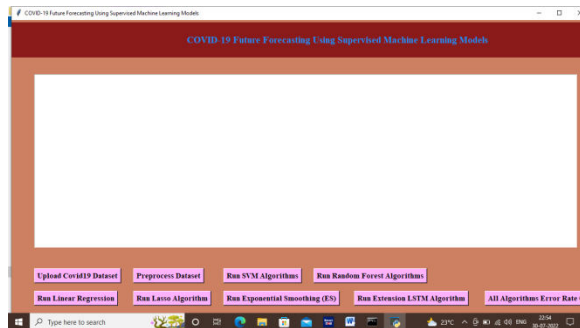 COVID-19 Future Forecasting Using Supervised Machine Learning Models
COVID-19 Future Forecasting Using Supervised Machine Learning Models
Upload Covid19 Dataset Preprocess Dataset Run SVM Algorithms Run Random Forest Algorithms
Run Linear Regression Run Lasso Algorithm Run Exponential Smoothing (ES) Run Extension LSTM Algorithm All Algorithms Error Rate
Type here to search 23°C ENG 22:54
30-07-2022